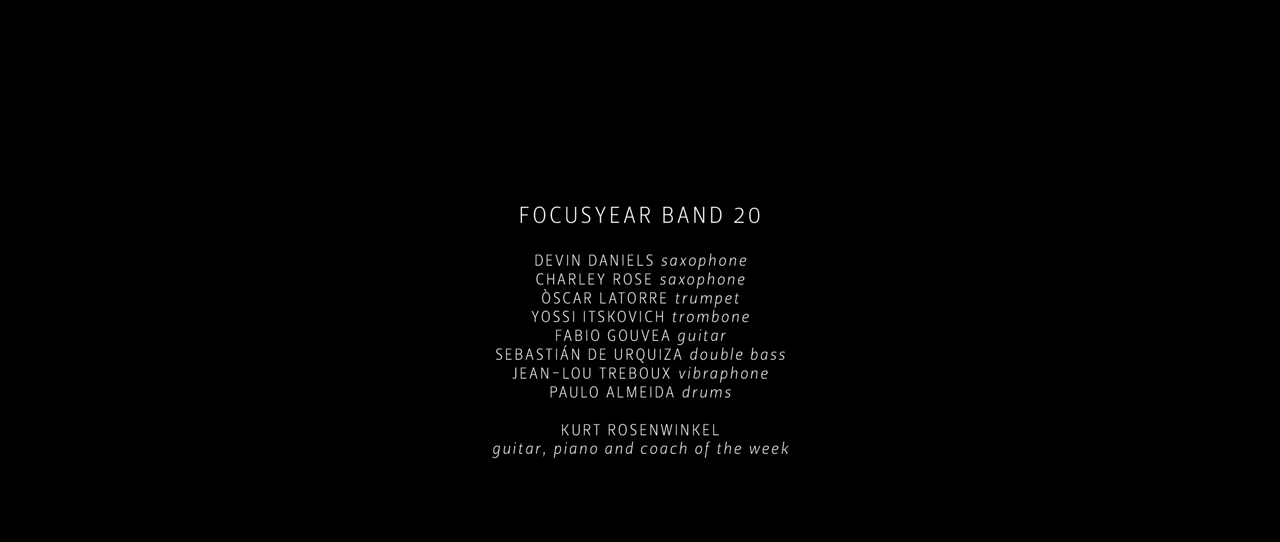 FOCUSYEAR BAND 20
DEVIN DANIELS saxophone
CHARLEY ROSE saxophone
ÒSCAR LATORRE trumpet
YOSSI ITSKOVICH trombone
FABIO GOUVEA guitar
SEBASTIÁN DE URQUIZA double bass
JEAN-LOU TREBOUX vibraphone
PAULO ALMEIDA drums
KURT ROSENWINKEL
guitar, piano and coach of the week